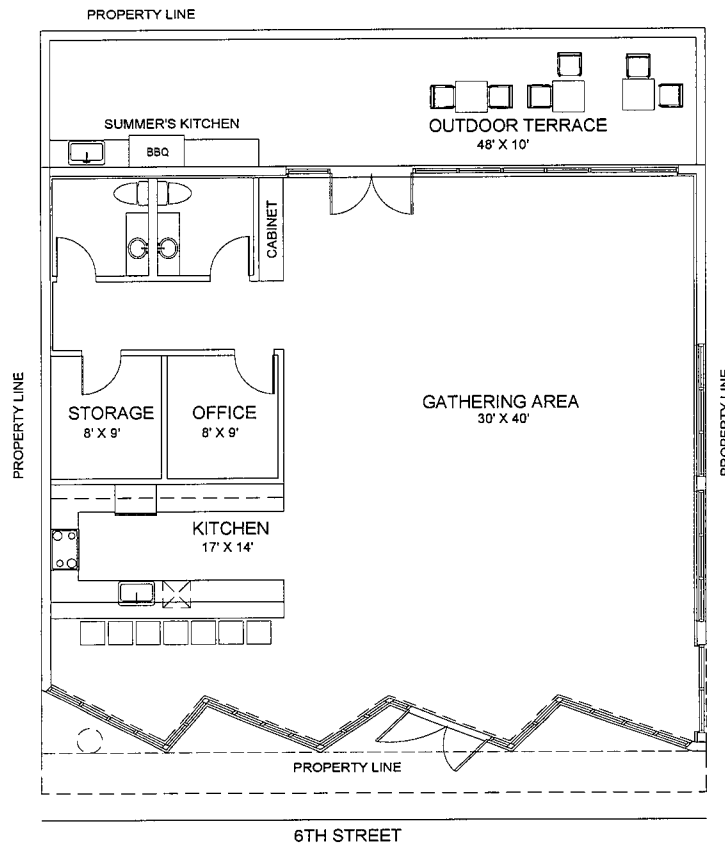 PROPERTY LINE
SUMMER'S KITCHEN
BBQ
OUTDOOR TERRACE
48' X 10'
CABINET
PROPERTY LINE
STORAGE
8' X 9'
OFFICE
8' X 9'
GATHERING AREA
30' X 40'
PROPERTY LINE
KITCHEN
17' X 14'
PROPERTY LINE
6TH STREET